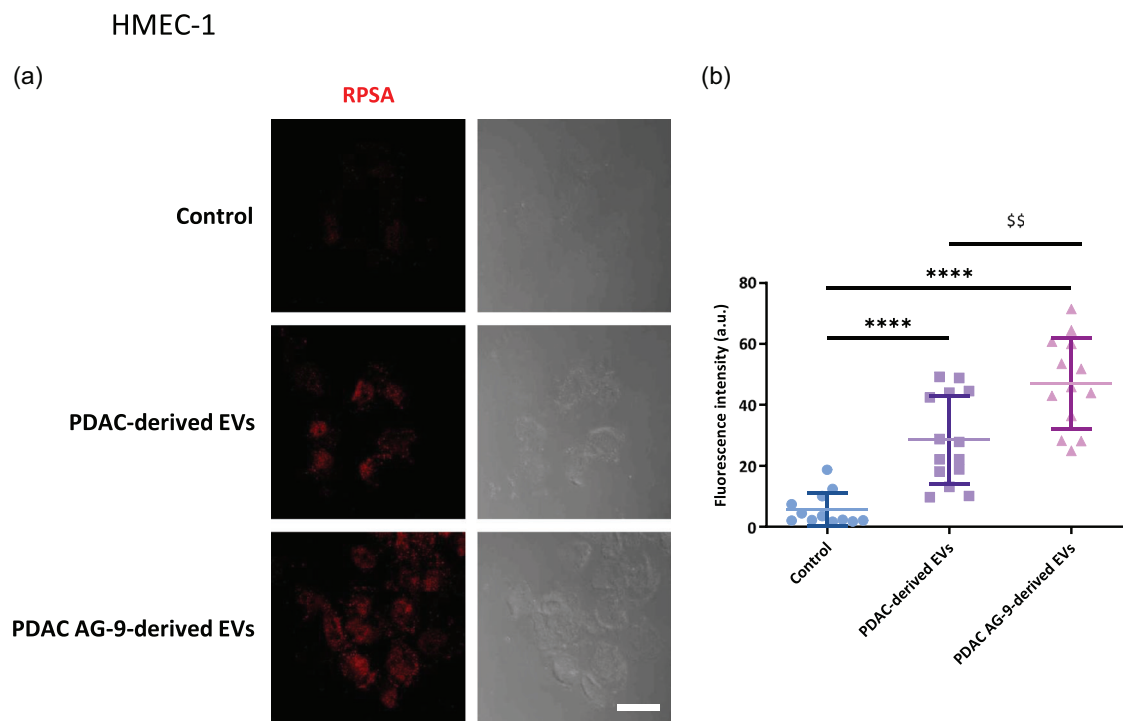 HMEC-1
(a)
RPSA
Control
PDAC-derived EVs
PDAC AG-9-derived EVs
(b)
$$
****
****
Fluorescence intensity (a.u.)
80
60
40
20
0
Control
PDAC-derived EVs
PDAC AG-9-derived EVs